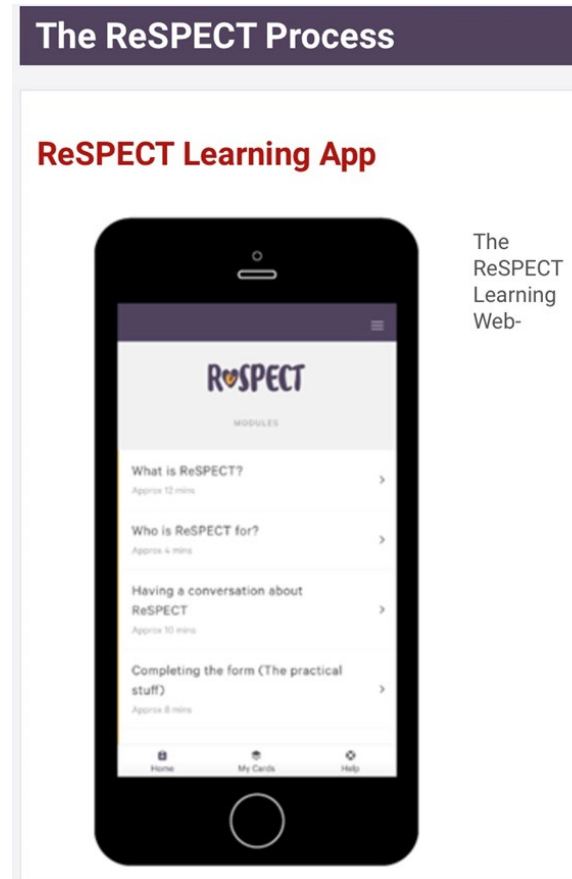 The ReSPECT Process
ReSPECT Learning App
ReSPECT
MODULES
What is ReSPECT?
Approx 12 mins
Who is ReSPECT for?
Approx 4 mins
Having a conversation about
ReSPECT
Approx 10 mins
Completing the form (The practical
stuff)
Approx 8 mins
Home
My Cards
Help
The
ReSPECT
Learning
Web-